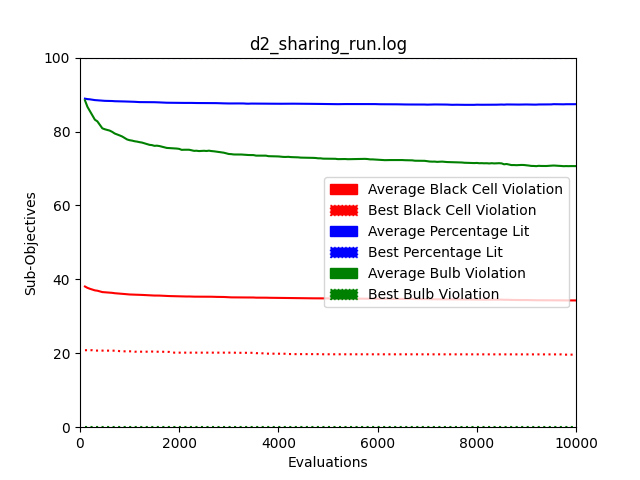 d2_sharing_run.log
100
80
60
40
20
0
Sub-Objectives
Average Black Cell Violation
Best Black Cell Violation
Average Percentage Lit
Best Percentage Lit
Average Bulb Violation
Best Bulb Violation
0 2000 4000 6000 8000 10000
Evaluations